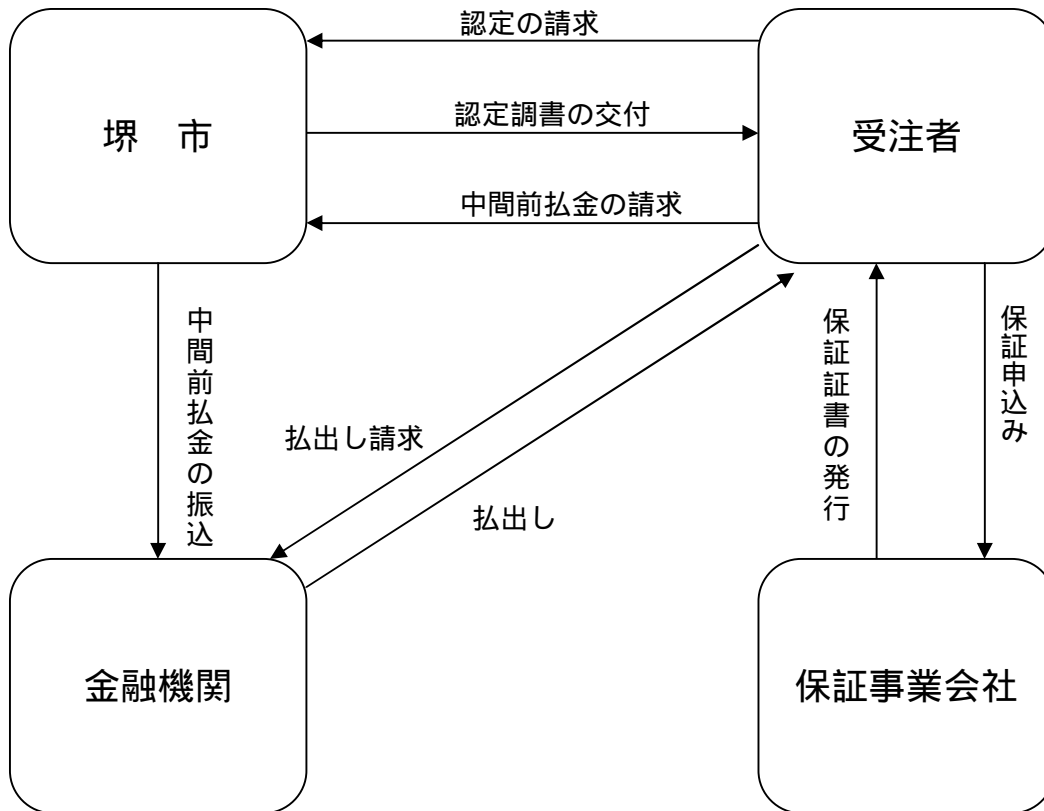 認定の請求
堺　市
認定調書の交付
受注者
中間前払金の請求
中間前払金の振込
保証証書の発行
保証申込み
払出し請求
払出し
金融機関
保証事業会社